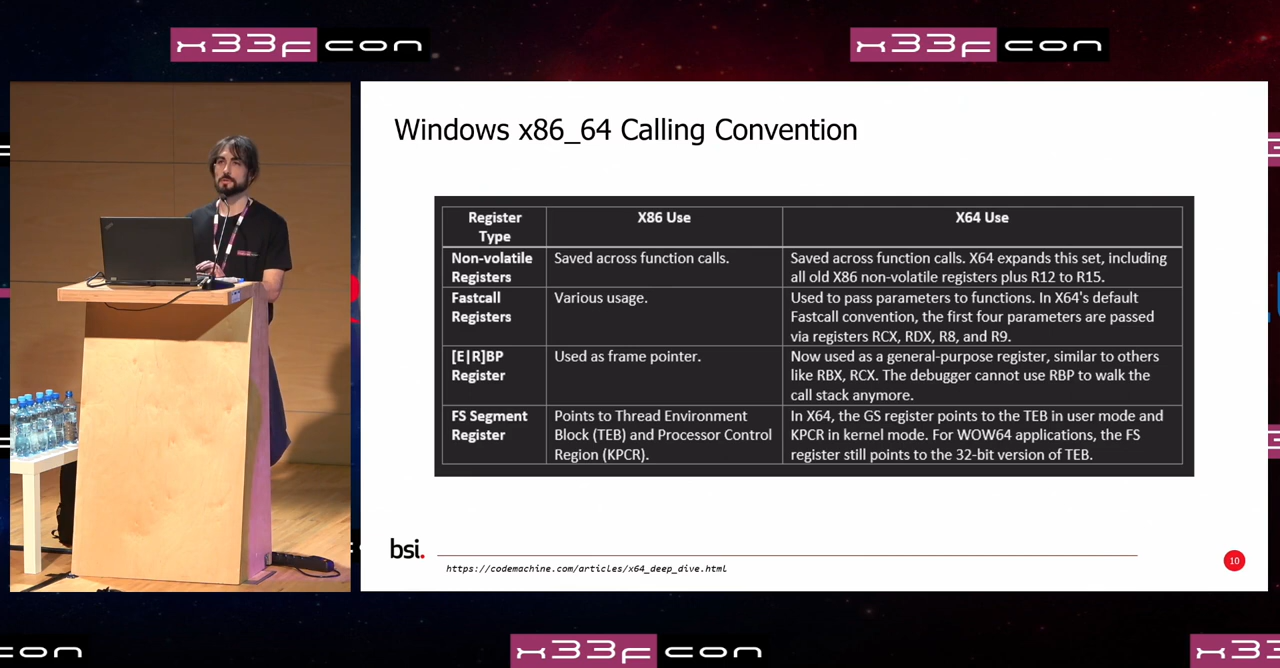 x33fcon
x33fcon
Windows x86_64 Calling Convention
Register
Type
X86 Use
X64 Use
Non-volatile
Registers
Saved across function calls.
Saved across function calls. X64 expands this set, including
all old X86 non-volatile registers plus R12 to R15.
Fastcall
Registers
Various usage.
Used to pass parameters to functions. In X64's default
Fastcall convention, the first four parameters are passed
via registers RCX, RDX, R8, and R9.
[E|R]BP
Register
Used as frame pointer.
Now used as a general-purpose register, similar to others
like RBX, RCX. The debugger cannot use RBP to walk the
call stack anymore.
FS Segment
Register
Points to Thread Environment
Block (TEB) and Processor Control
Region (KPCR).
In X64, the GS register points to the TEB in user mode and
KPCR in kernel mode. For WOW64 applications, the FS
register still points to the 32-bit version of TEB.
bsi.
https://codemachine.com/articles/x64_deep_dive.html
10
con
x33fcon
x33